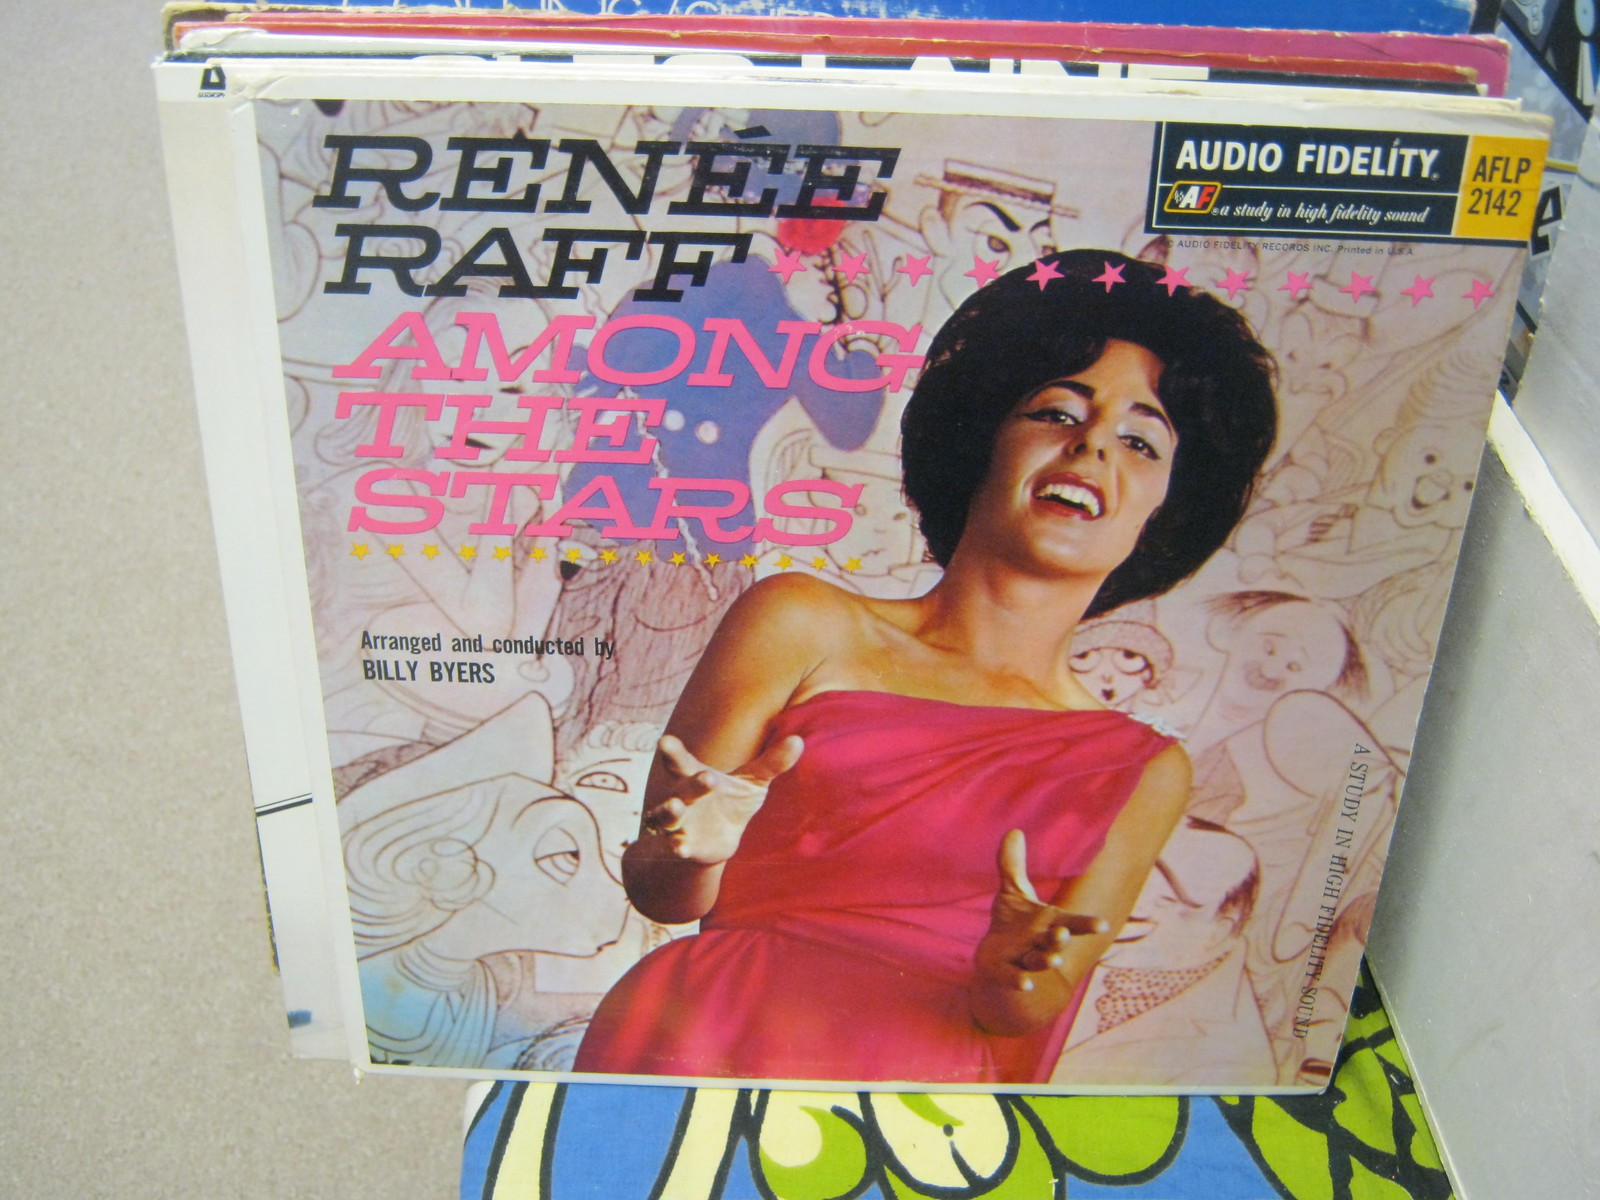 RENÉE
RAFF
AMONG
THE
STARS
Arranged and conducted by
BILLY BYERS
AUDIO FIDELITY®
AF® a study in high fidelity sound
AFLP
2142
© AUDIO FIDELITY RECORDS INC. Printed in U.S.A.
A STUDY IN HIGH FIDELITY SOUND